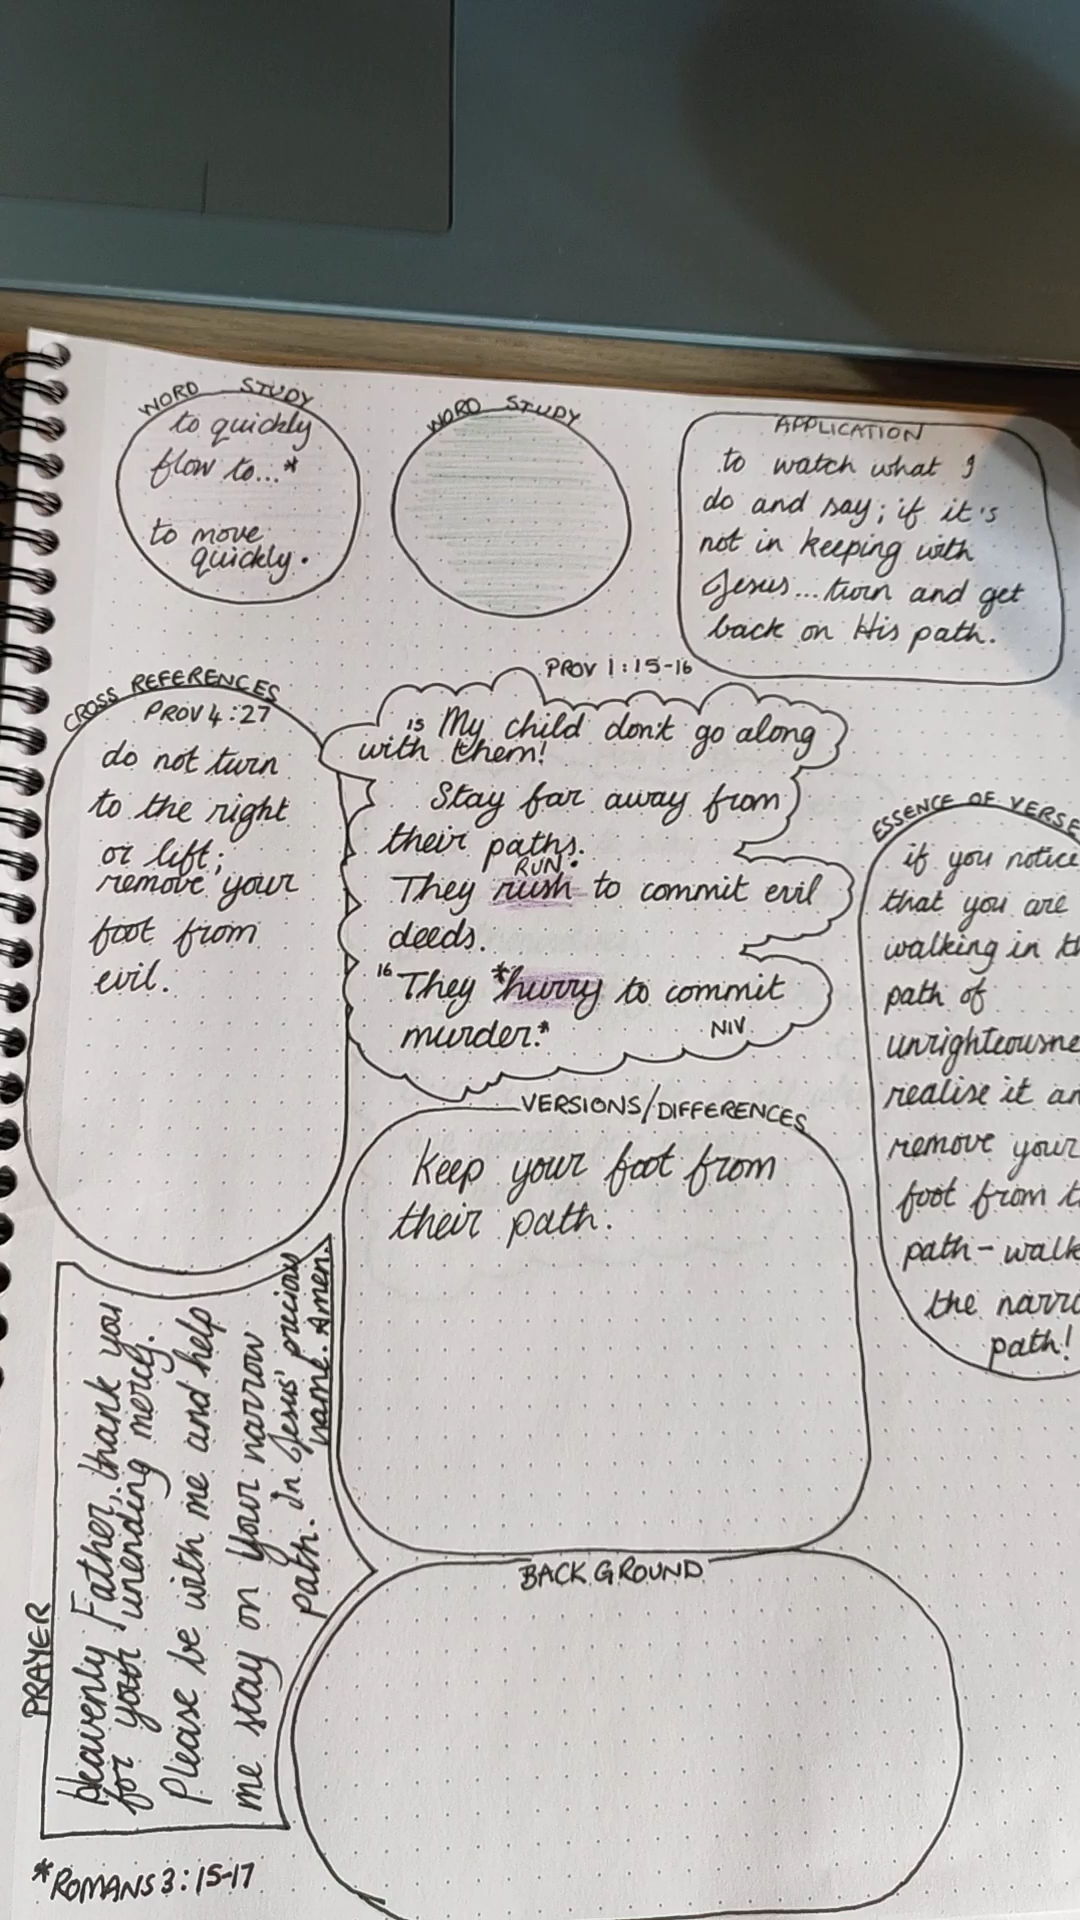 WORD STUDY
to quickly
flow to...*
to move
quickly.
WORD STUDY
APPLICATION
to watch what I
do and say; if it's
not in keeping with
Jesus...turn and get
back on His path.
CROSS REFERENCES
PROV 4:27
do not turn
to the right
or left;
remove your
foot from
evil.
PROV 1:15-16
15 My child don't go along
with them!
Stay far away from
their paths.
RUN.
They rush to commit evil
deeds.
16 They *hurry to commit
murder.*
NIV
ESSENCE OF VERSE
if you notice
that you are
walking in
path of
realise it
remove your
foot from
path - walk
the
path!
VERSIONS/DIFFERENCES
Keep your foot from
their path.
PRAYER
Heavenly Father, thank you
for your unending mercy.
Please be with me and help
me stay on your narrow
path. In Jesus' precious
name. Amen.
BACKGROUND
*ROMANS 3:15-17